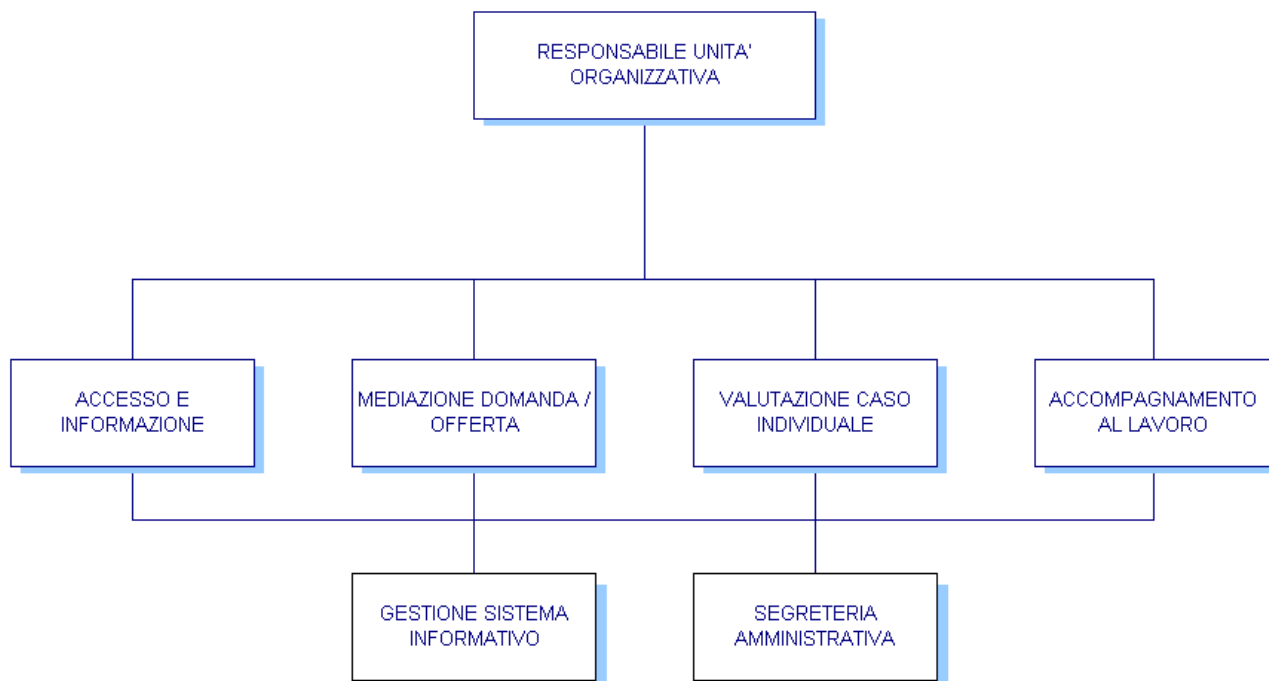 RESPONSABILE UNITA'
ORGANIZZATIVA
ACCESSO E
INFORMAZIONE
MEDIAZIONE DOMANDA /
OFFERTA
VALUTAZIONE CASO
INDIVIDUALE
ACCOMPAGNAMENTO
AL LAVORO
GESTIONE SISTEMA
INFORMATIVO
SEGRETERIA
AMMINISTRATIVA